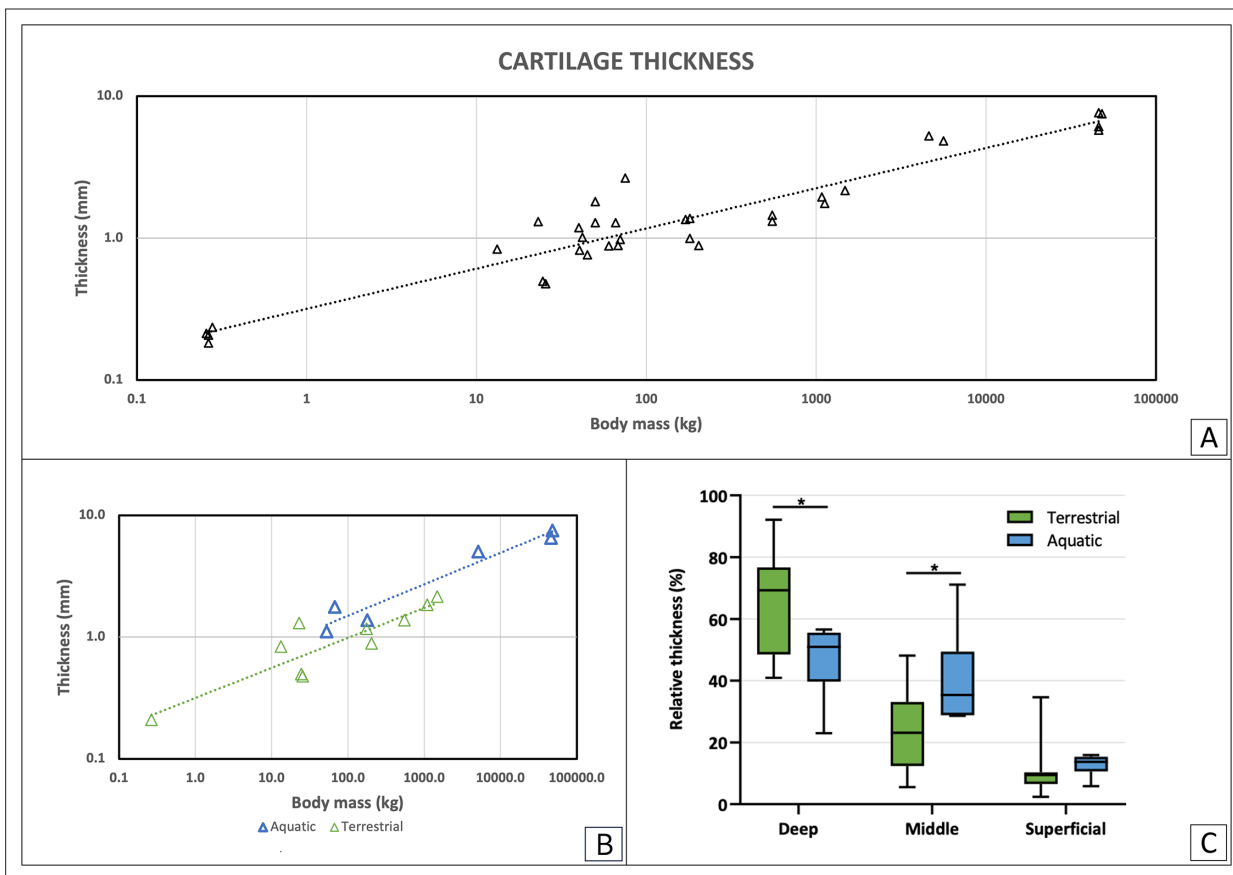 CARTILAGE THICKNESS
10.0
1.0
0.1
Thickness (mm)
0.1 1 10 100 1000 10000 100000
Body mass (kg)
A
10.0
1.0
0.1
Thickness (mm)
0.1 1.0 10.0 100.0 1000.0 10000.0 100000.0
Body mass (kg)
Aquatic Terrestrial
B
100
80
60
40
20
0
Relative thickness (%)
* *
Terrestrial
Aquatic
Deep Middle Superficial
C